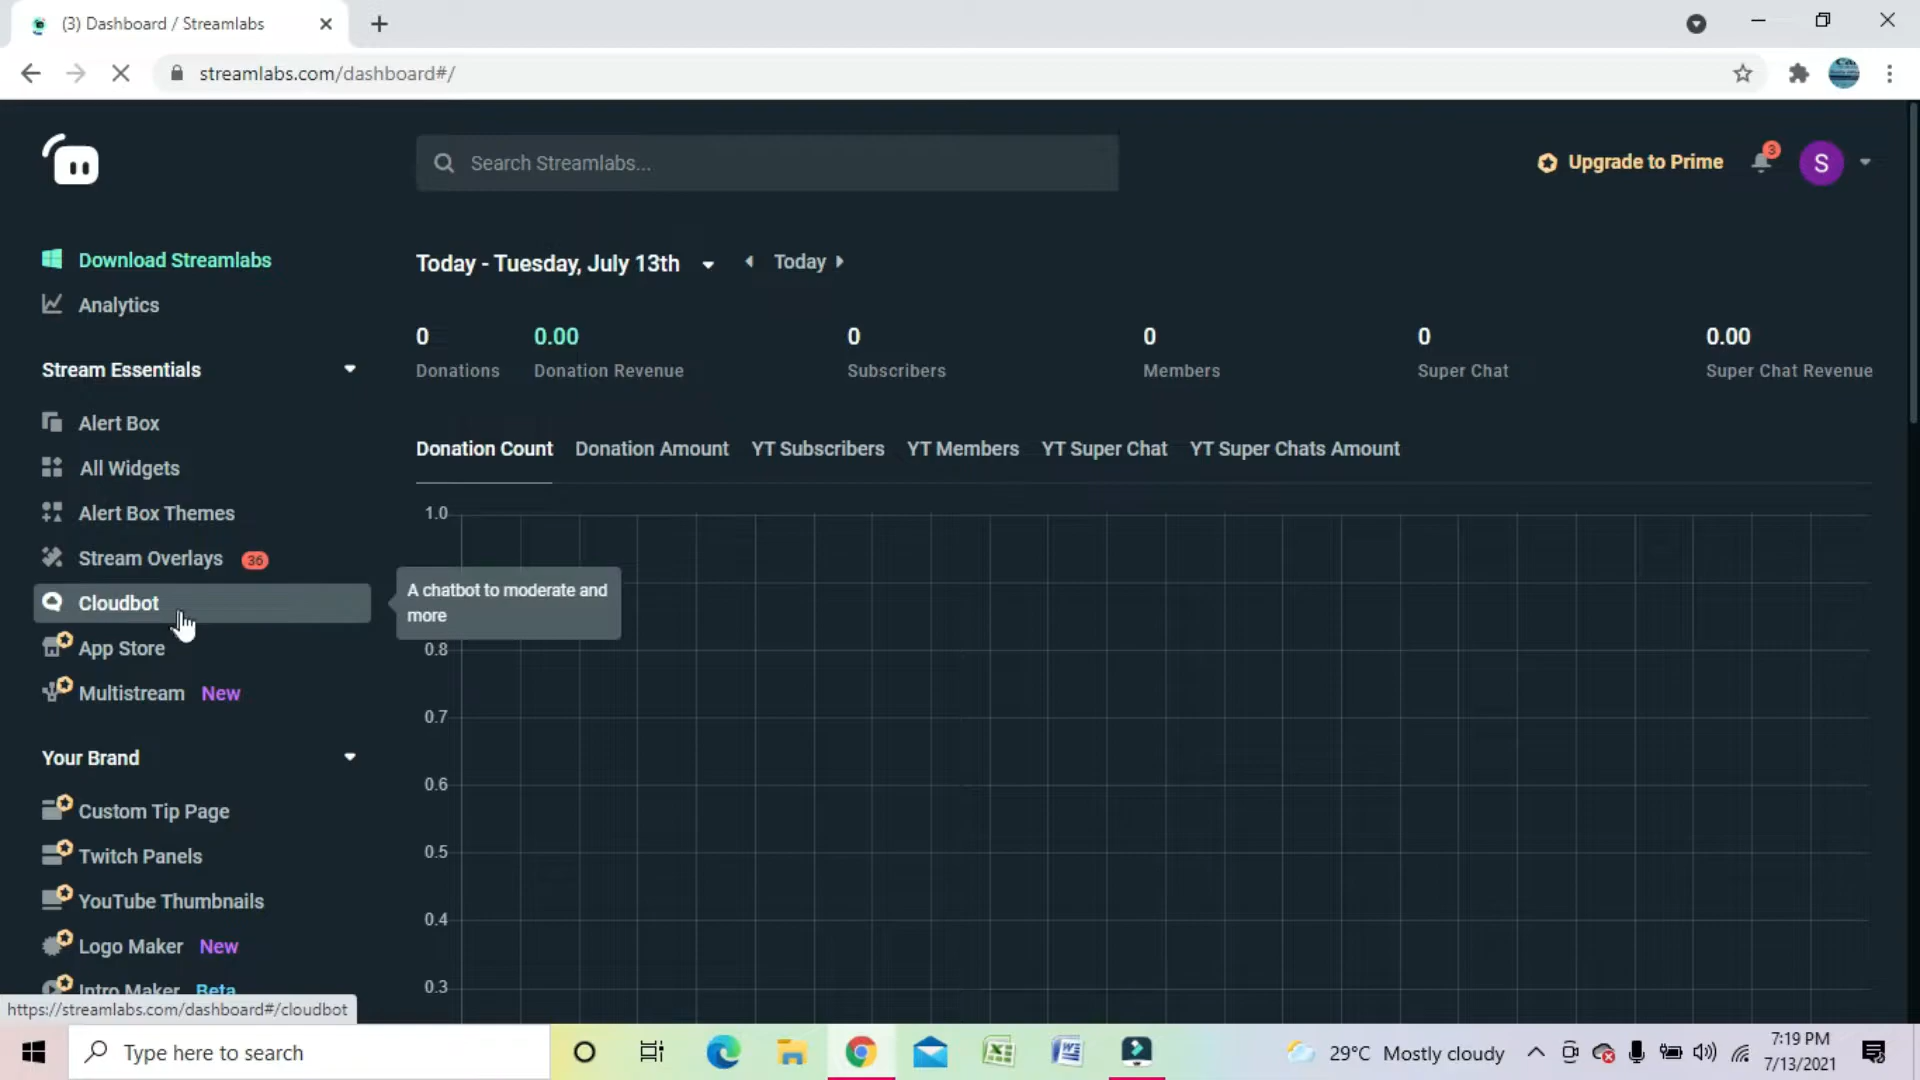 (3) Dashboard / Streamlabs
streamlabs.com/dashboard#/
Search Streamlabs...
Upgrade to Prime
3
S
Download Streamlabs
Analytics
Stream Essentials
Alert Box
All Widgets
Alert Box Themes
Stream Overlays 36
Cloudbot
App Store
Multistream New
Your Brand
Custom Tip Page
Twitch Panels
YouTube Thumbnails
Logo Maker New
Intro Maker Beta
https://streamlabs.com/dashboard#/cloudbot
A chatbot to moderate and
more
Today - Tuesday, July 13th
Today
0 0.00 0 0 0 0.00
Donations Donation Revenue Subscribers Members Super Chat Super Chat Revenue
Donation Count Donation Amount YT Subscribers YT Members YT Super Chat YT Super Chats Amount
1.0
0.8
0.7
0.6
0.5
0.4
0.3
Type here to search
29°C Mostly cloudy
7:19 PM
7/13/2021